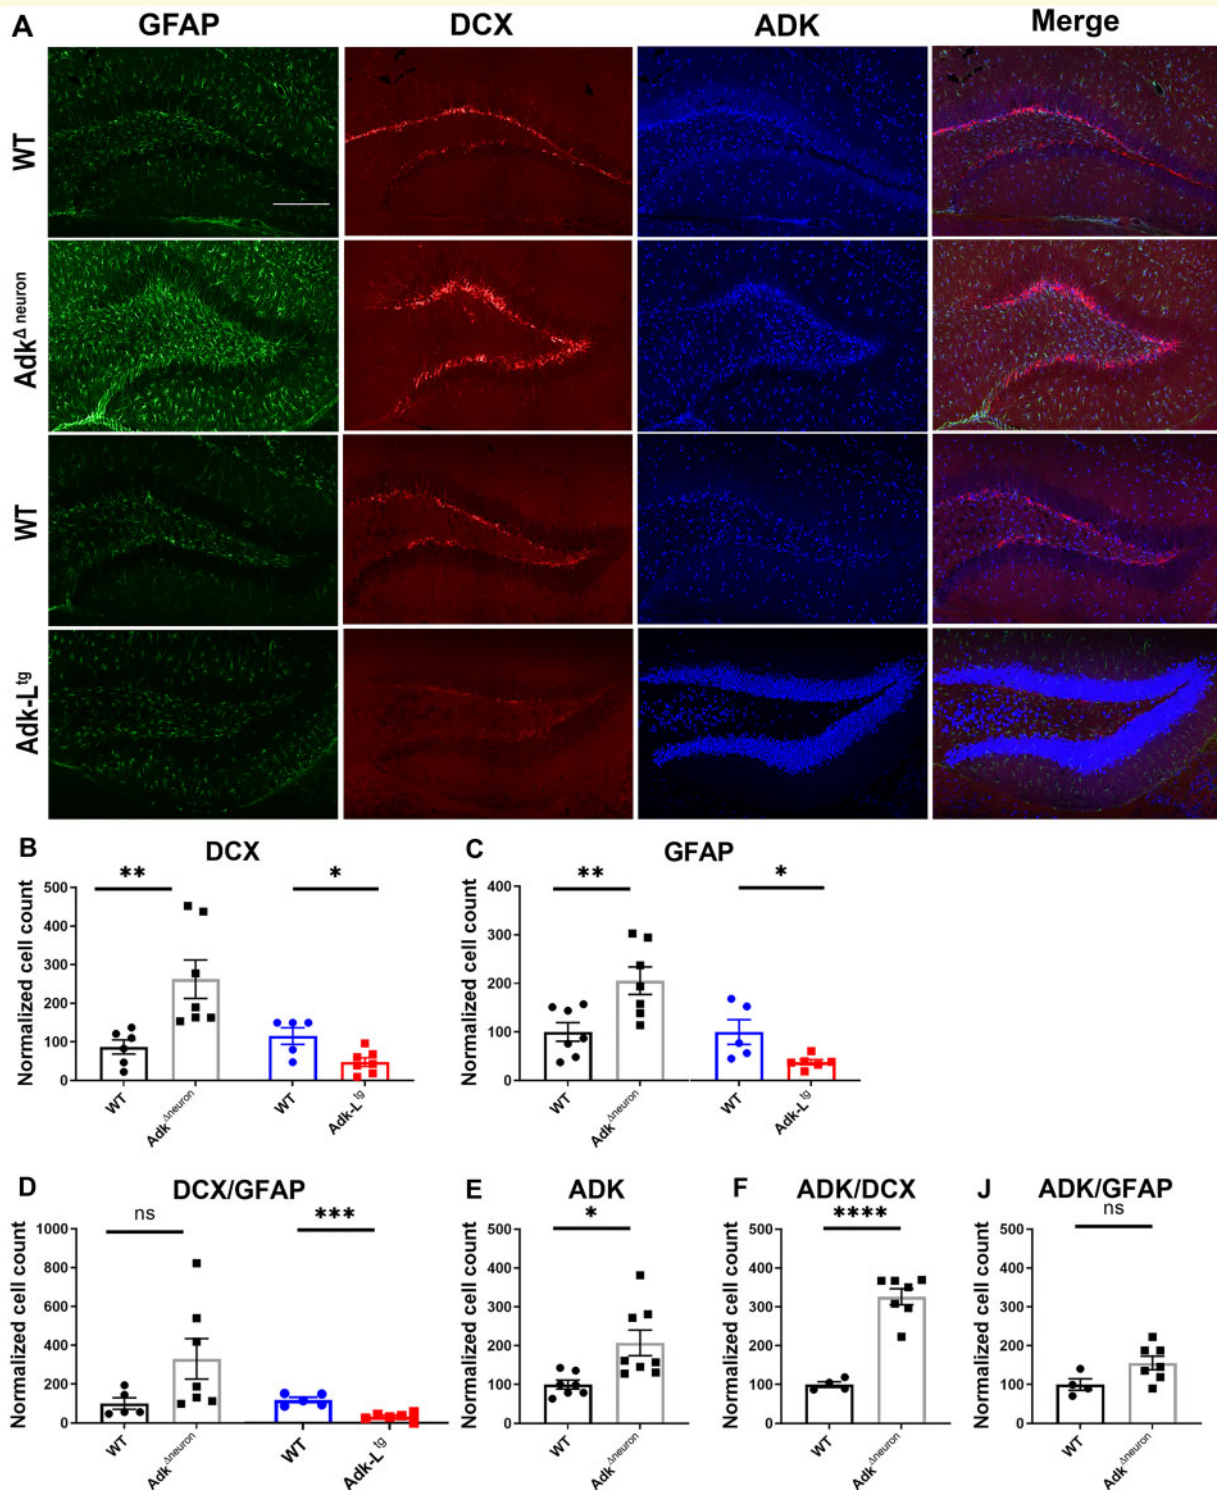 A GFAP DCX ADK Merge
WT
Adk Δ neuron
WT
Adk-L tg
B DCX
** *
Normalized cell count
500
400
300
200
100
0
WT Adk Δneuron WT Adk-L tg
C GFAP
** *
Normalized cell count
400
300
200
100
0
WT Adk Δneuron WT Adk-L tg
D DCX/GFAP
ns ***
Normalized cell count
1000
800
600
400
200
0
WT Adk Δneuron WT Adk-L tg
E ADK
*
Normalized cell count
500
400
300
200
100
0
WT Adk Δneuron
F ADK/DCX
****
Normalized cell count
500
400
300
200
100
0
WT Adk Δneuron
J ADK/GFAP
ns
Normalized cell count
500
400
300
200
100
0
WT Adk Δneuron